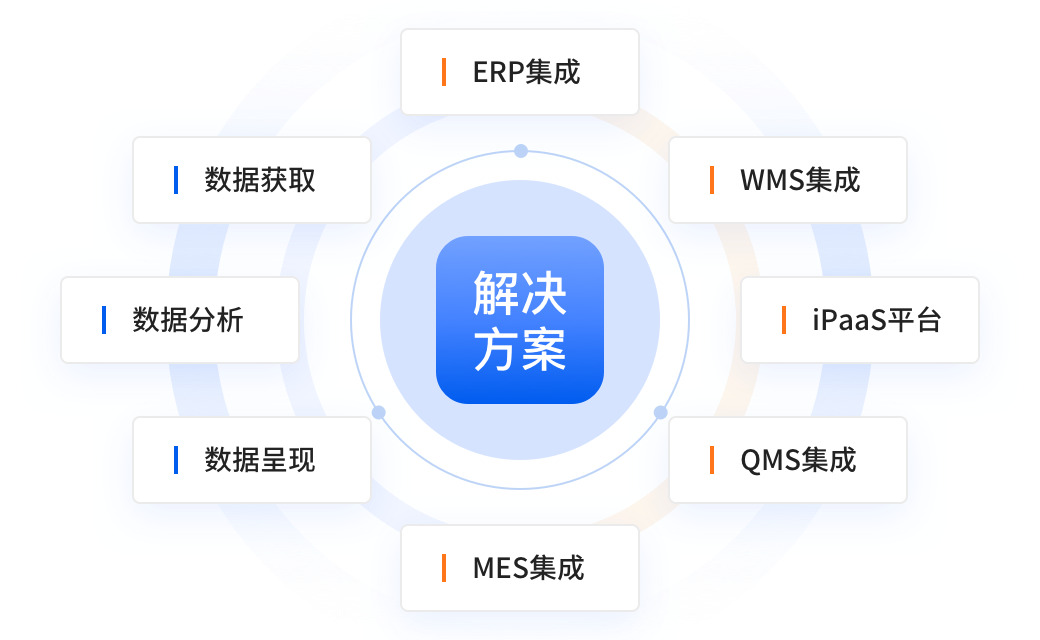 ERP集成
数据获取
WMS集成
解决
方案
数据分析
iPaaS平台
数据呈现
QMS集成
MES集成